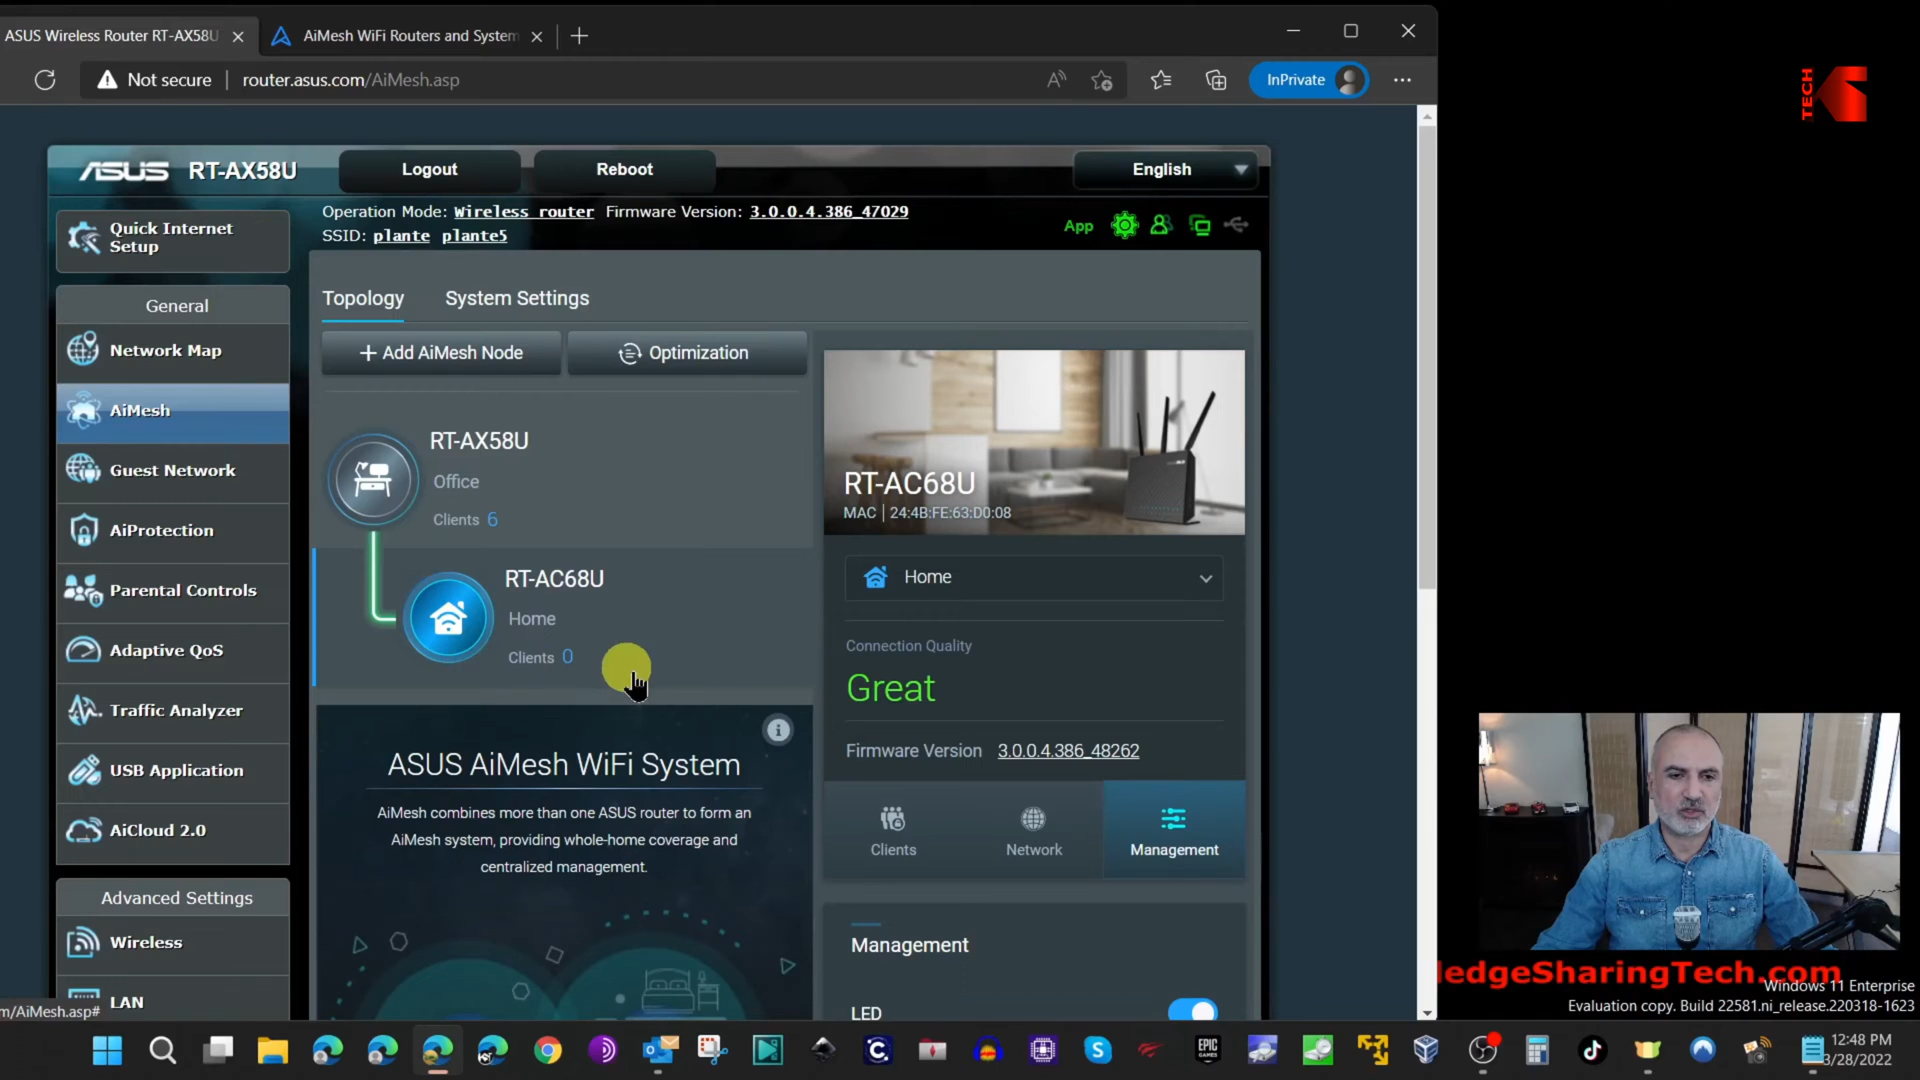 ASUS Wireless Router RT-AX58U
AiMesh WiFi Routers and System
Not secure
router.asus.com/AiMesh.asp
InPrivate
TECH
ASUS RT-AX58U
Logout
Reboot
English
Operation Mode: Wireless router Firmware Version: 3.0.0.4.386_47029
SSID: plante plante5
App
Quick Internet
Setup
General
Network Map
AiMesh
Guest Network
AiProtection
Parental Controls
Adaptive QoS
Traffic Analyzer
USB Application
AiCloud 2.0
Advanced Settings
Wireless
LAN
Topology
System Settings
+ Add AiMesh Node
Optimization
RT-AX58U
Office
Clients 6
RT-AC68U
Home
Clients 0
ASUS AiMesh WiFi System
AiMesh combines more than one ASUS router to form an
AiMesh system, providing whole-home coverage and
centralized management.
RT-AC68U
MAC | 24:4B:FE:63:D0:08
Home
Connection Quality
Great
Firmware Version 3.0.0.4.386_48262
Clients
Network
Management
Management
LED
m/AiMesh.asp#
ledgeSharingTech.com
Windows 11 Enterprise
Evaluation copy. Build 22581.ni_release.220318-1623
EPIC
GAMES
12:48 PM
3/28/2022